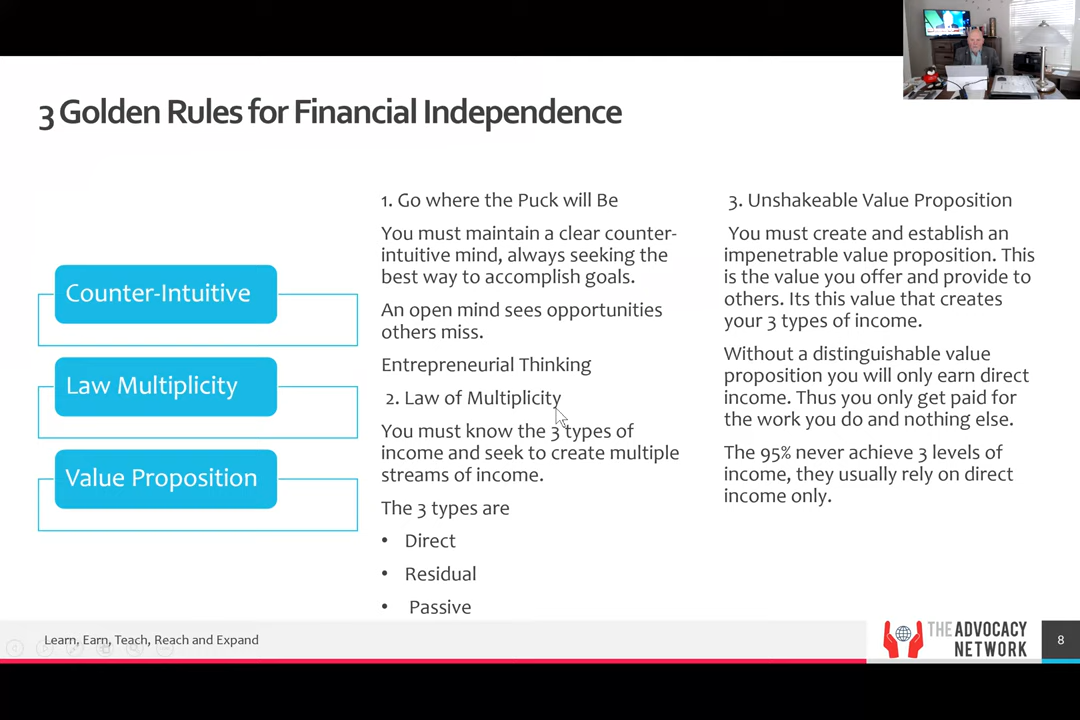 3 Golden Rules for Financial Independence
Counter-Intuitive
Law Multiplicity
Value Proposition
1. Go where the Puck will Be
You must maintain a clear counter-
intuitive mind, always seeking the
best way to accomplish goals.
An open mind sees opportunities
others miss.
Entrepreneurial Thinking
2. Law of Multiplicity
You must know the 3 types of
income and seek to create multiple
streams of income.
The 3 types are
• Direct
• Residual
• Passive
3. Unshakeable Value Proposition
You must create and establish an
impenetrable value proposition. This
is the value you offer and provide to
others. Its this value that creates
your 3 types of income.
Without a distinguishable value
proposition you will only earn direct
income. Thus you only get paid for
the work you do and nothing else.
The 95% never achieve 3 levels of
income, they usually rely on direct
income only.
Learn, Earn, Teach, Reach and Expand
THE ADVOCACY
NETWORK
8